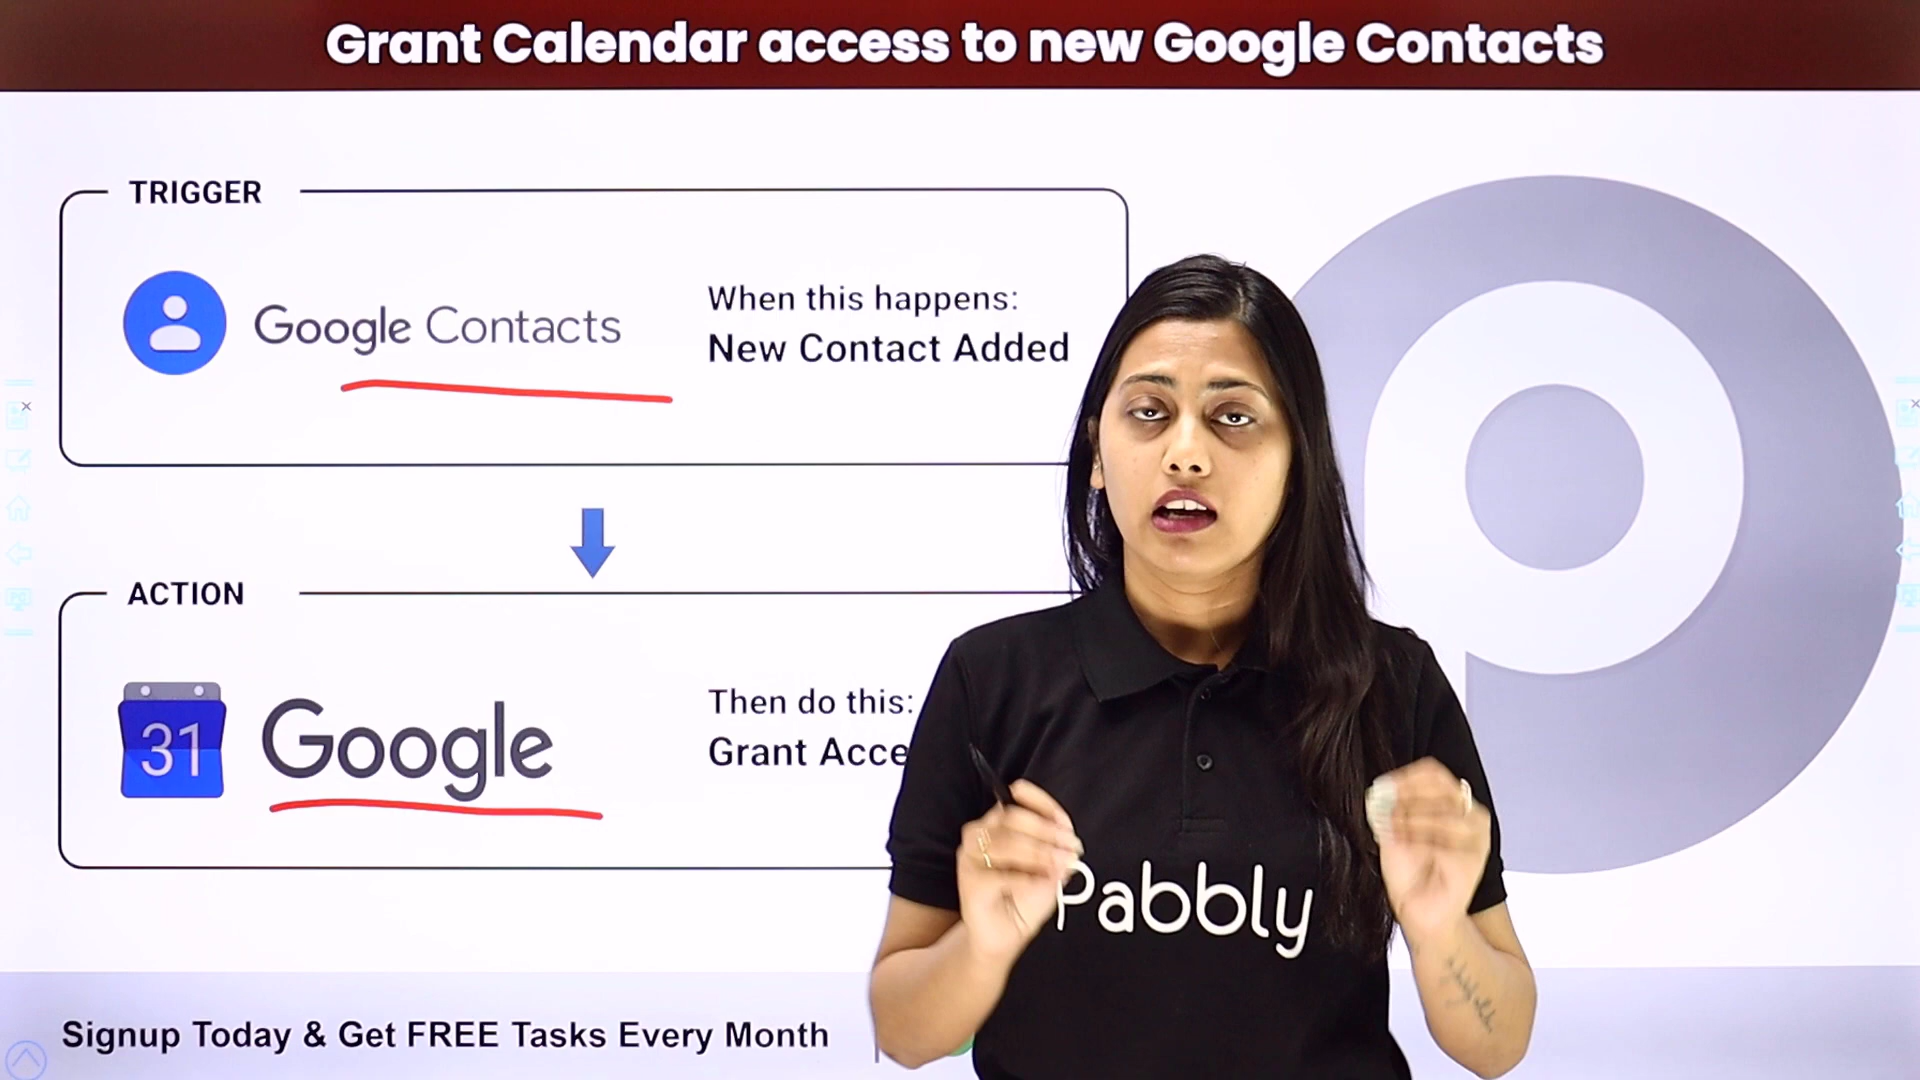 Grant Calendar access to new Google Contacts
TRIGGER
Google Contacts
When this happens:
New Contact Added
ACTION
31
Google
Then do this:
Grant Acce
Pabbly
Signup Today & Get FREE Tasks Every Month